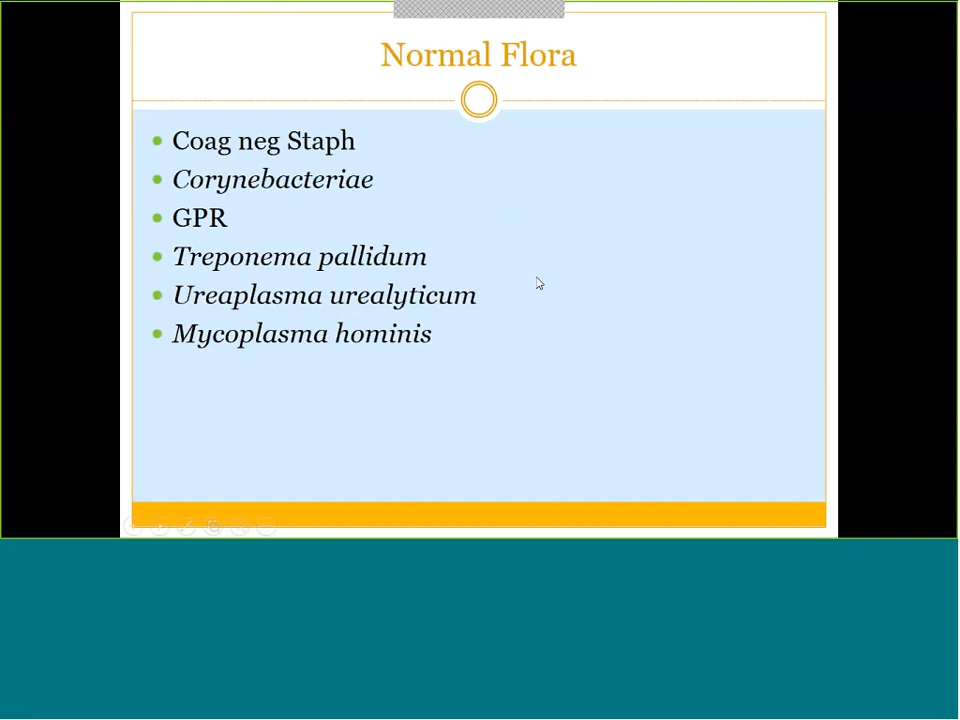 Normal Flora
Coag neg Staph
Corynebacteriae
GPR
Treponema pallidum
Ureaplasma urealyticum
Mycoplasma hominis